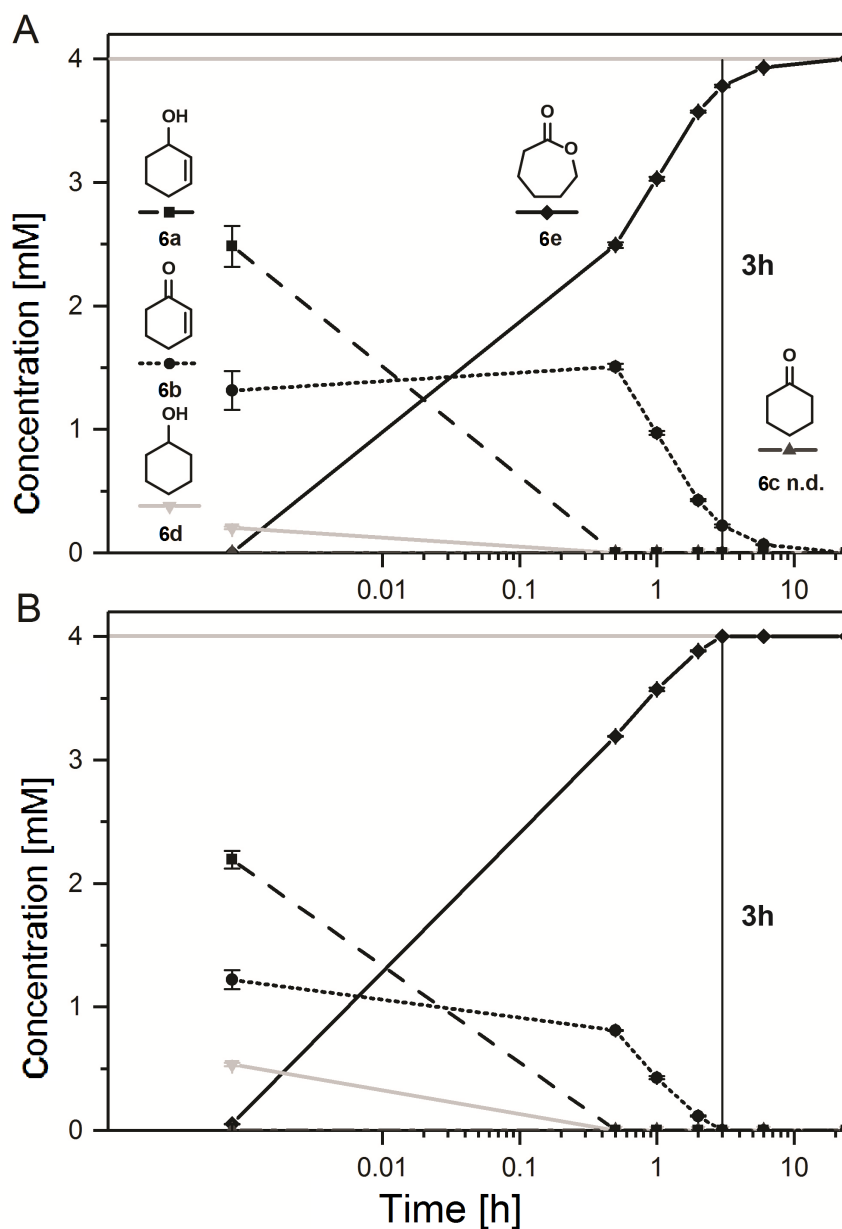 A
4
3
2
1
0
Concentration [mM]
OH
6a
O
6b
OH
6d
O
O
6e
3h
O
6c n.d.
0.01
0.1
1
10
B
4
3
2
1
0
Concentration [mM]
3h
0.01
0.1
1
10
Time [h]